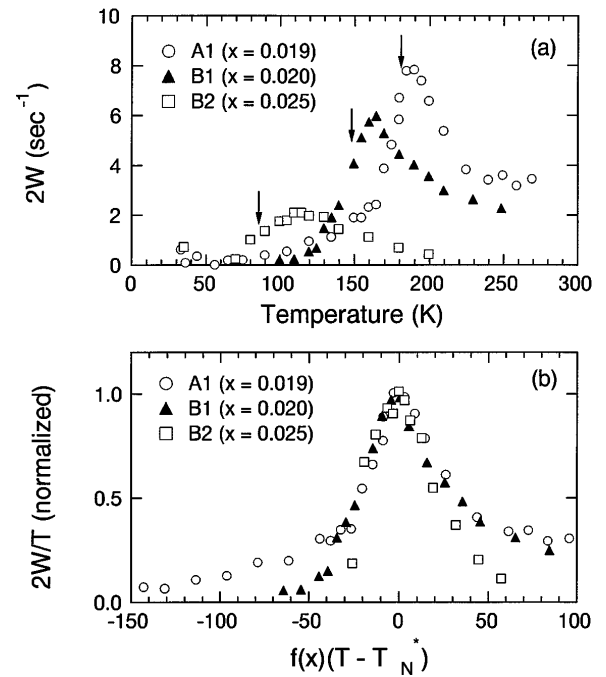 (a)
A1 (x = 0.019)
B1 (x = 0.020)
B2 (x = 0.025)
2W (sec⁻¹)
10
8
6
4
2
0
0 50 100 150 200 250 300
Temperature (K)
(b)
A1 (x = 0.019)
B1 (x = 0.020)
B2 (x = 0.025)
2W/T (normalized)
1.0
0.5
0.0
-150 -100 -50 0 50 100
f(x)(T - T*N)